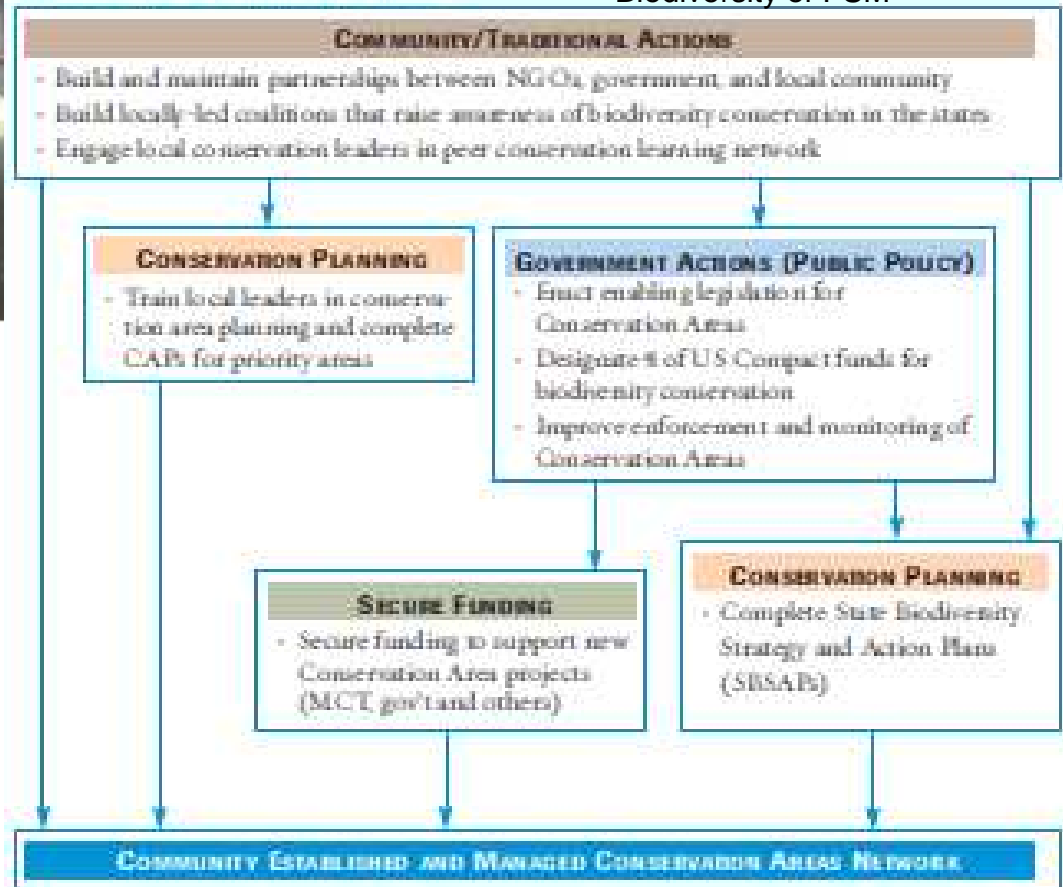 Biodiversity of FSM
COMMUNITY/TRADITIONAL ACTIONS
- Build and maintain partnerships between NGOs, government, and local community
- Build locally-led coalitions that raise awareness of biodiversity conservation in the states
- Engage local conservation leaders in peer conservation learning network
CONSERVATION PLANNING
- Train local leaders in conserva-
tion area planning and complete
CAPs for priority areas
GOVERNMENT ACTIONS (PUBLIC POLICY)
- Enact enabling legislation for
Conservation Areas
- Designate % of US Compact funds for
biodiversity conservation
- Improve enforcement and monitoring of
Conservation Areas
SECURE FUNDING
- Secure funding to support new
Conservation Area projects
(MCT, gov't and others)
CONSERVATION PLANNING
- Complete State Biodiversity
Strategy and Action Plans
(SBSAPs)
COMMUNITY ESTABLISHED AND MANAGED CONSERVATION AREAS NETWORK